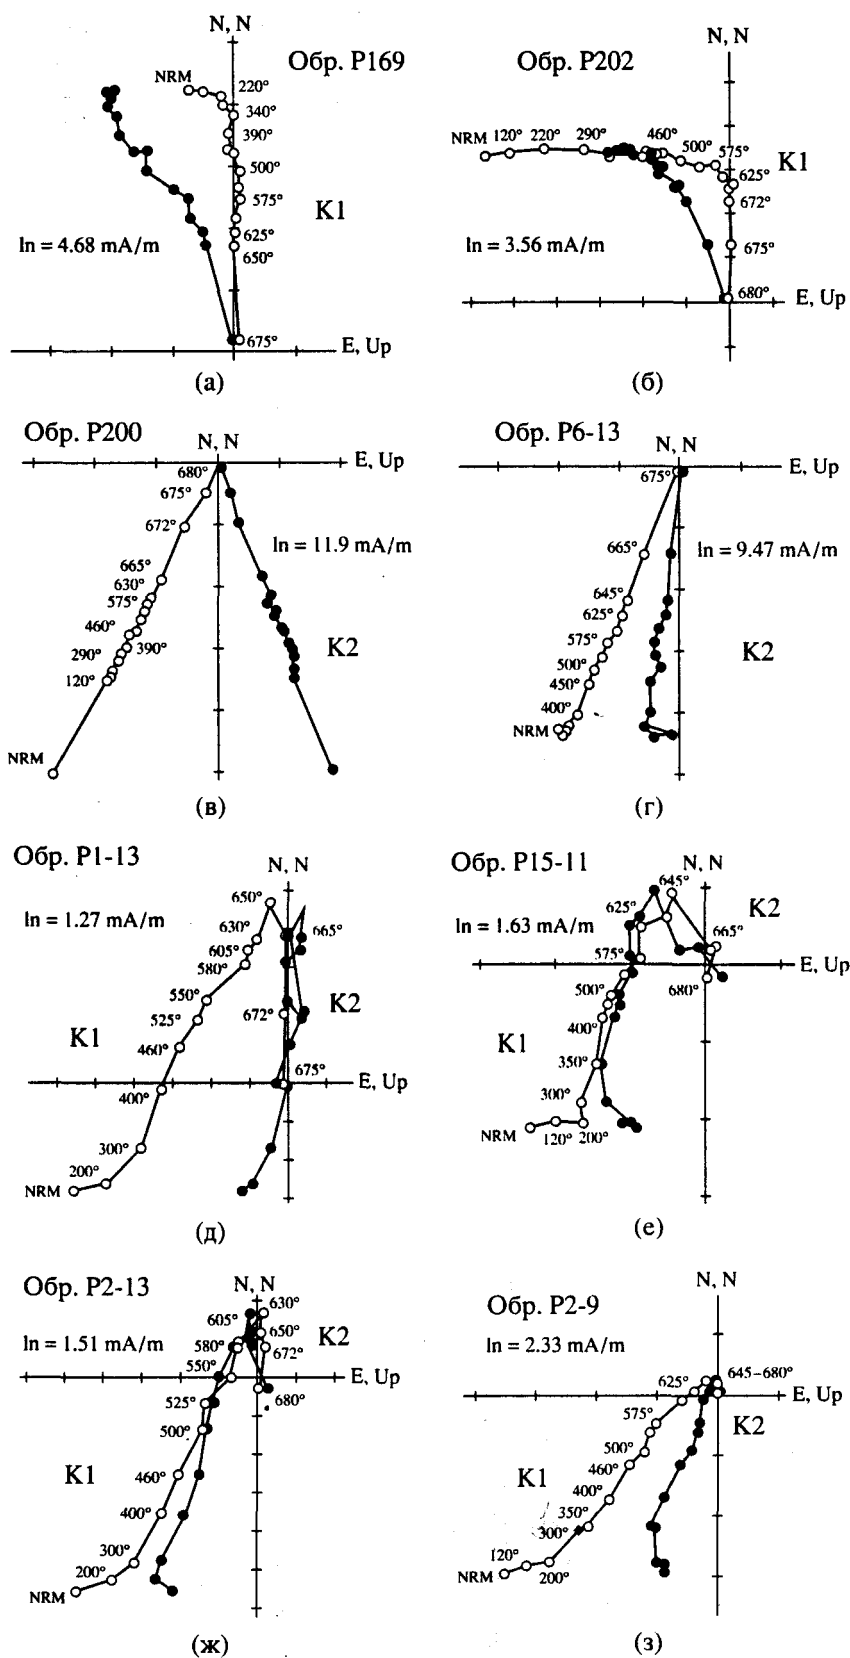 N, N
Обр. P169
NRM
220°
340°
390°
500°
575°
K1
625°
650°
In = 4.68 mA/m
675°
E, Up
(а)
N, N
Обр. P202
NRM
120°
220°
290°
460°
500°
575°
K1
625°
672°
In = 3.56 mA/m
675°
680°
E, Up
(б)
Обр. P200
N, N
E, Up
680°
675°
672°
In = 11.9 mA/m
665°
630°
575°
460°
390°
290°
120°
K2
NRM
(в)
Обр. P6-13
N, N
E, Up
675°
665°
In = 9.47 mA/m
645°
625°
575°
K2
500°
450°
400°
NRM
(г)
Обр. P1-13
N, N
650°
In = 1.27 mA/m
630°
665°
605°
580°
550°
K2
525°
672°
K1
460°
675°
E, Up
400°
300°
200°
NRM
(д)
Обр. P15-11
N, N
645°
K2
625°
In = 1.63 mA/m
665°
575°
E, Up
500°
680°
400°
K1
350°
300°
NRM
120°
200°
(е)
Обр. P2-13
N, N
630°
605°
650°
K2
In = 1.51 mA/m
580°
672°
550°
E, Up
525°
680°
500°
K1
460°
400°
300°
200°
NRM
(ж)
N, N
Обр. P2-9
In = 2.33 mA/m
645–680°
625°
E, Up
575°
K2
500°
460°
K1
400°
350°
300°
120°
NRM
200°
(з)